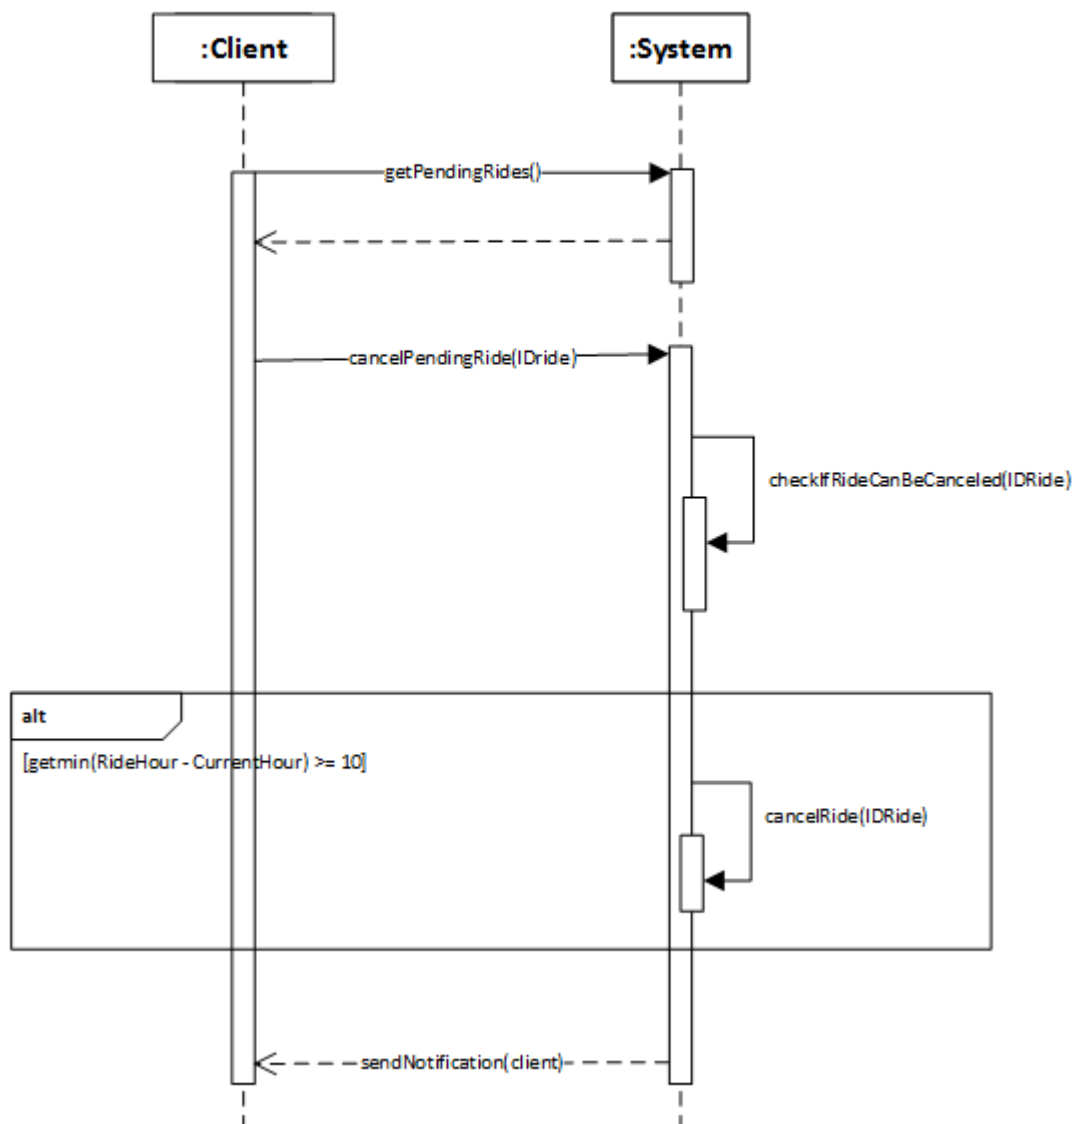 :Client
:System
getPendingRides()
cancelPendingRide(IDride)
checkIfRideCanBeCanceled(IDRide)
alt
[getmin(RideHour - CurrentHour) >= 10]
cancelRide(IDRide)
sendNotification(client)